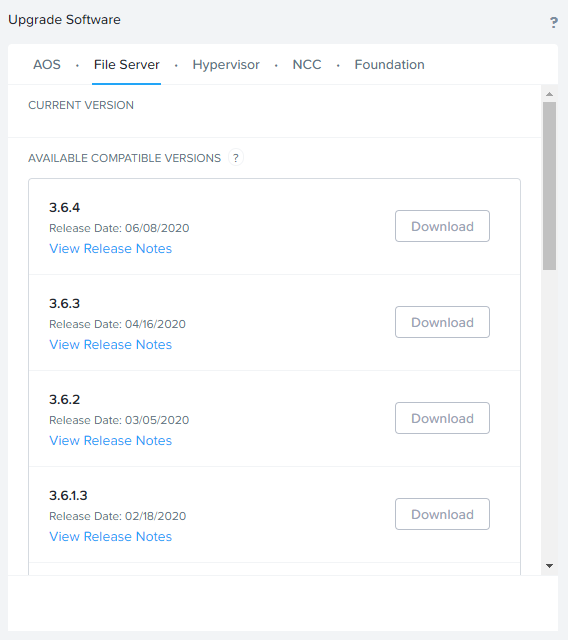 Upgrade Software ?
AOS · File Server · Hypervisor · NCC · Foundation
CURRENT VERSION
AVAILABLE COMPATIBLE VERSIONS ?
3.6.4
Release Date: 06/08/2020
Download
View Release Notes
3.6.3
Release Date: 04/16/2020
Download
View Release Notes
3.6.2
Release Date: 03/05/2020
Download
View Release Notes
3.6.1.3
Release Date: 02/18/2020
Download
View Release Notes